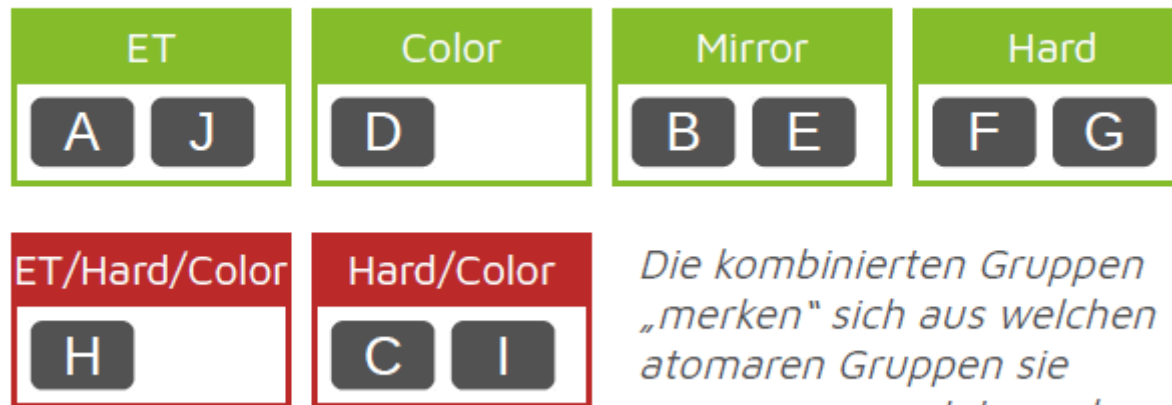 ET
Color
Mirror
Hard
A J
D
B E
F G
ET/Hard/Color
Hard/Color
H
C I
Die kombinierten Gruppen
„merken“ sich aus welchen
atomaren Gruppen sie